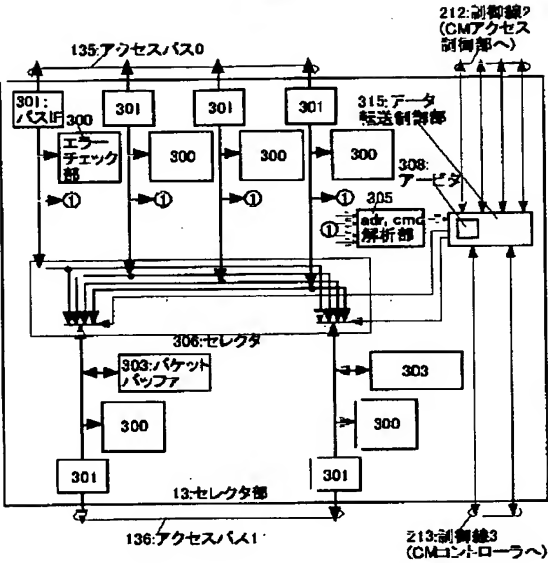 212:制御線2
(CMアクセス
制御部へ)
135:アクセスパス0
301:
パスIF
301
301
301
315:データ
転送制御部
300
エラー
チェック
部
300
300
300
308:
アービタ
①
①
①
①
305
adr, cmd
解析部
①
306:セレクタ
303:パケット
バッファ
303
300
300
301
301
13:セレクタ部
136:アクセスパス1
213:制御線3
(CMコントローラへ)